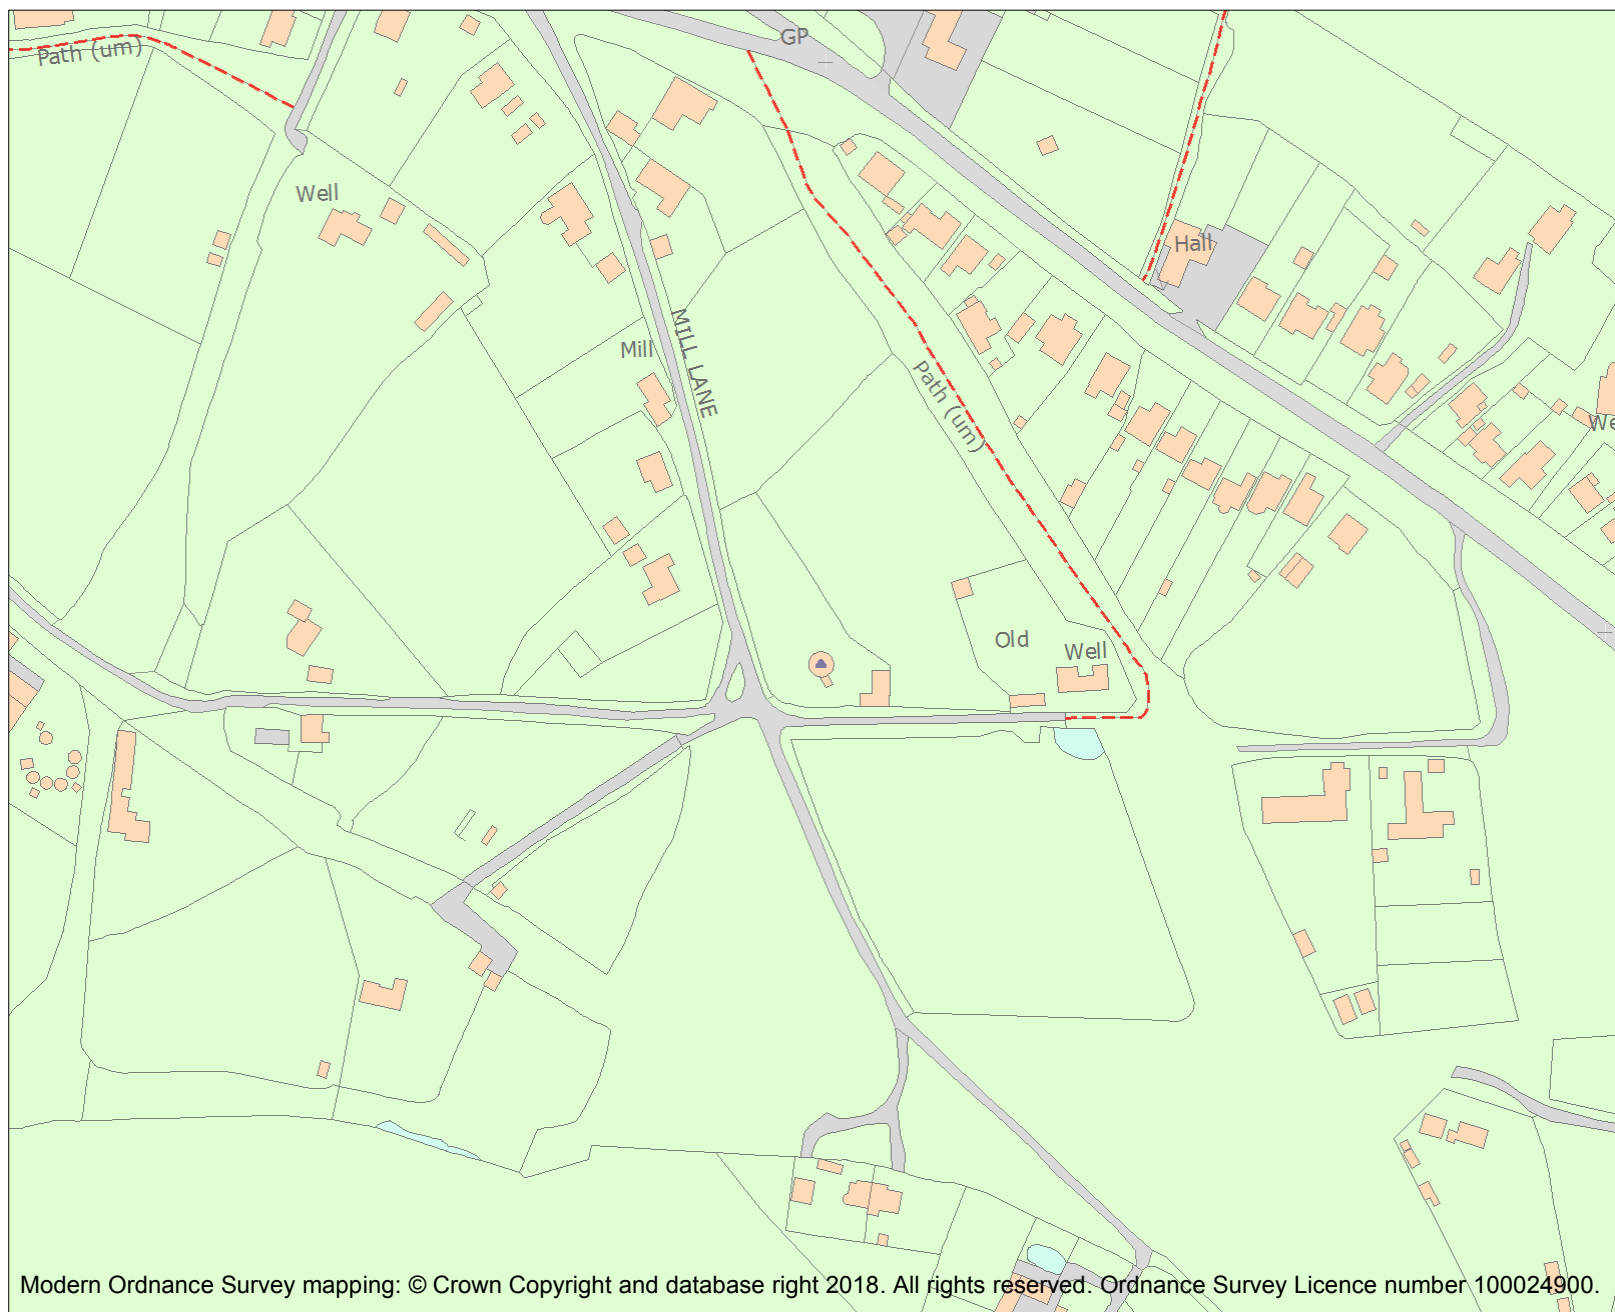 GP
Path (um)
Well
Hall
Mill
MILL LANE
Path (um)
We
Old
Well
Modern Ordnance Survey mapping: © Crown Copyright and database right 2018. All rights reserved. Ordnance Survey Licence number 100024900.